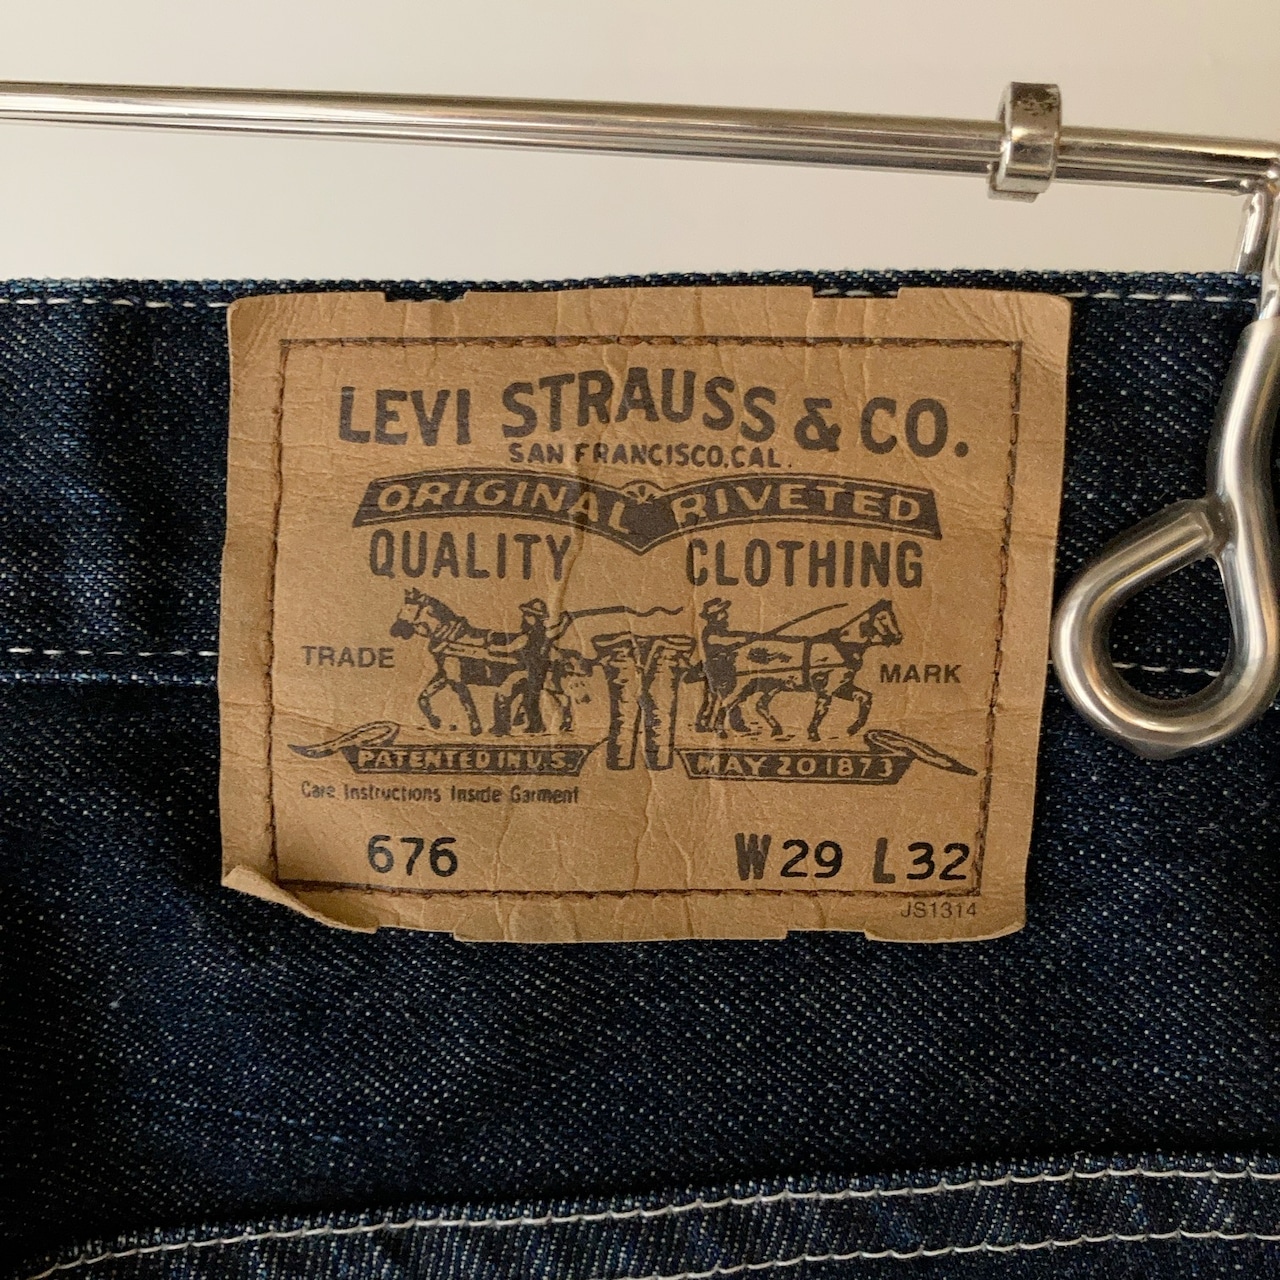 LEVI STRAUSS & CO.
SAN FRANCISCO, CAL.
ORIGINAL RIVETED
QUALITY CLOTHING
TRADE MARK
PATENTED IN U.S. MAY 20 1873
Care Instructions Inside Garment
676 W29 L32
JS1314